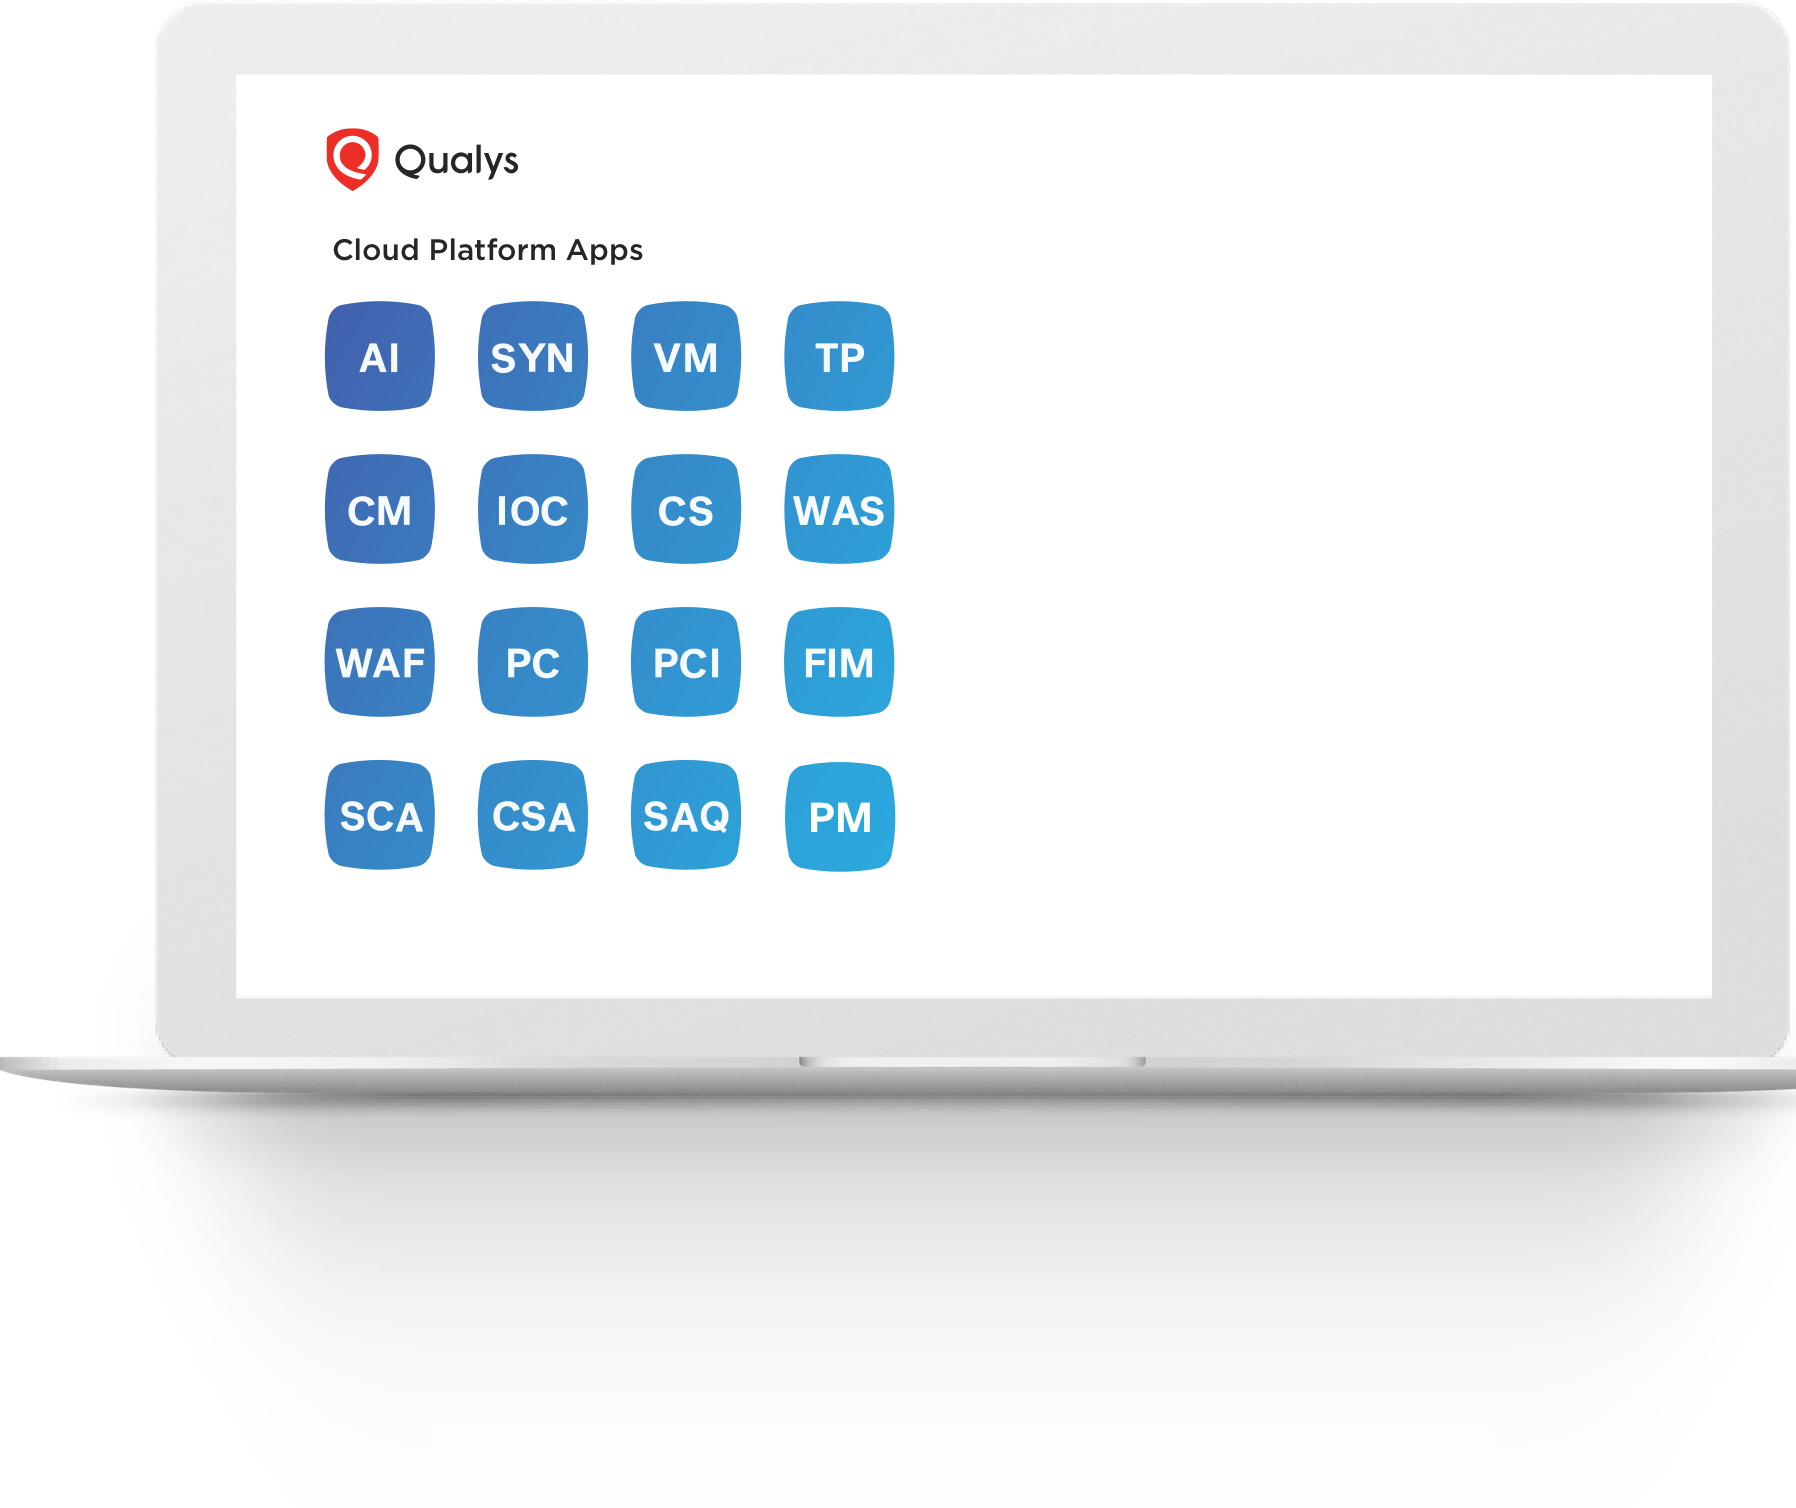 Qualys
Cloud Platform Apps
AI SYN VM TP
CM IOC CS WAS
WAF PC PCI FIM
SCA CSA SAQ PM